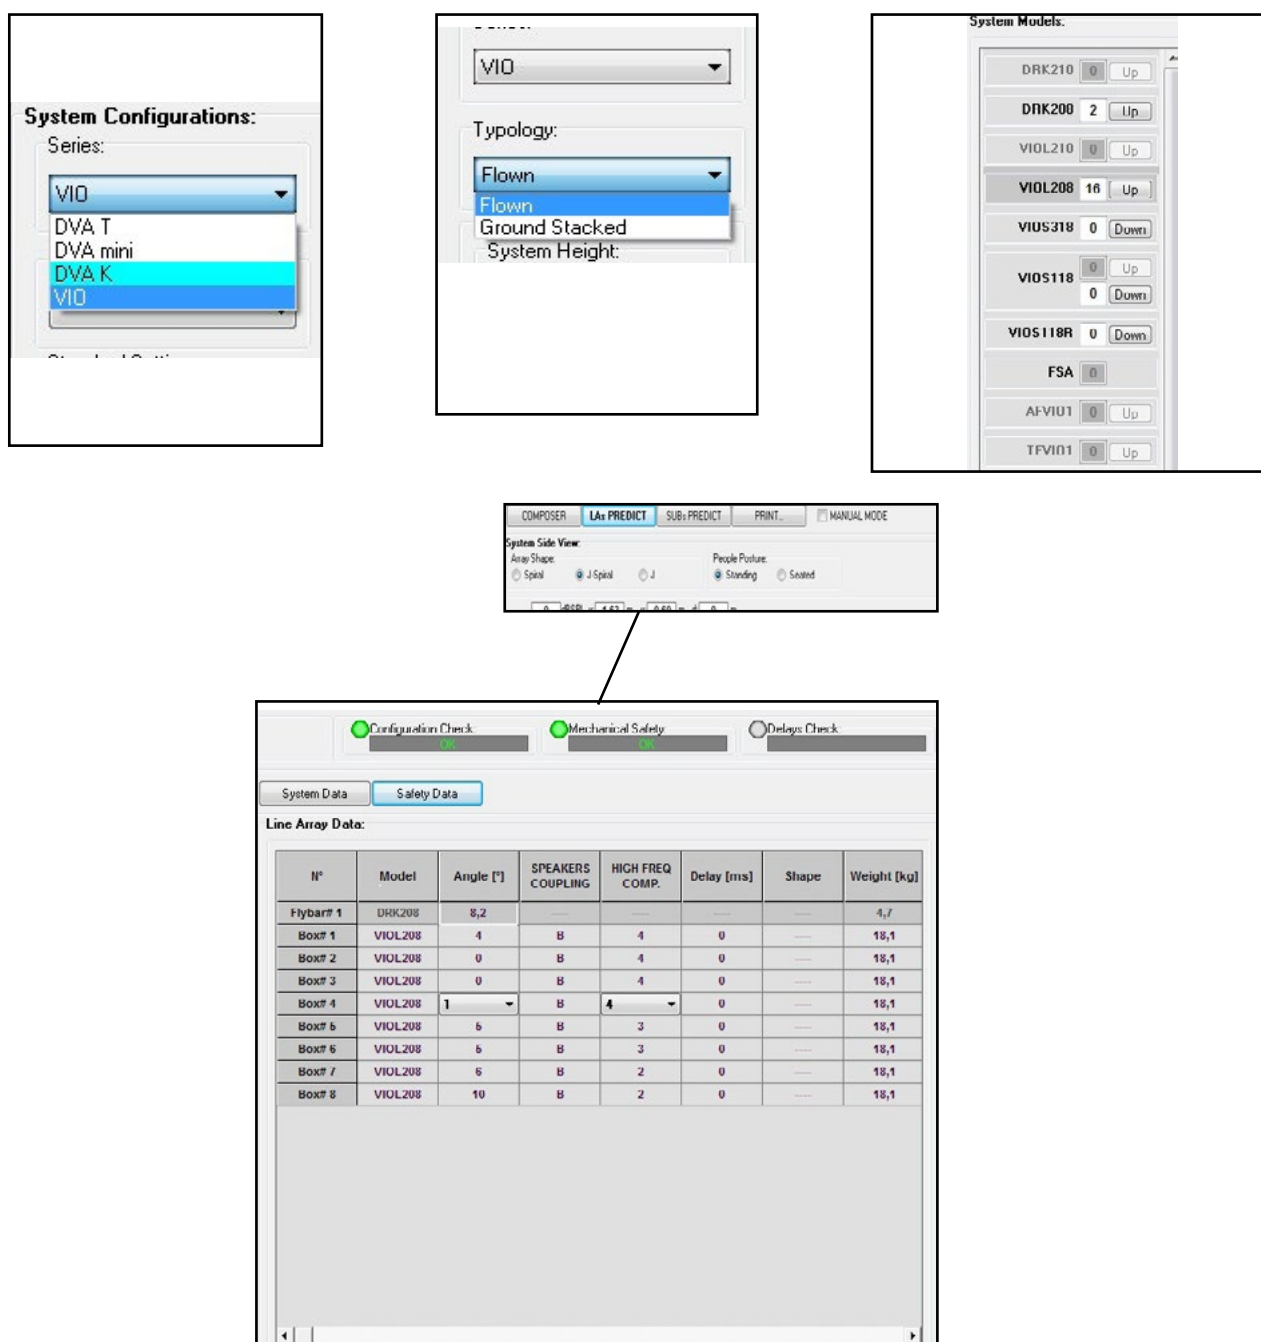 System Configurations:
Series:
VIO
DVA T
DVA mini
DVA K
VIO
VIO
Typology:
Flown
Flown
Ground Stacked
System Height:
System Models:
DRK210 0 Up
DRK208 2 Up
VIOL210 0 Up
VIOL208 16 Up
VIOS318 0 Down
VIOS118 0 Up
0 Down
VIOS118R 0 Down
FSA 0
AFVIO1 0 Up
TFVIO1 0 Up
COMPOSER LAs PREDICT SUBs PREDICT PRINT... MANUAL MODE
System Side View:
Array Shape: People Posture:
Spiral J-Spiral J Standing Seated
Configuration Check: Mechanical Safety: Delays Check:
OK OK
System Data Safety Data
Line Array Data:
N° Model Angle [°] SPEAKERS COUPLING HIGH FREQ COMP. Delay [ms] Shape Weight [kg]
Flybar# 1 DRK208 8,2 ---- ---- ---- ---- 4,7
Box# 1 VIOL208 4 B 4 0 ---- 18,1
Box# 2 VIOL208 0 B 4 0 ---- 18,1
Box# 3 VIOL208 0 B 4 0 ---- 18,1
Box# 4 VIOL208 1 B 4 0 ---- 18,1
Box# 5 VIOL208 B 3 0 ---- 18,1
Box# 6 VIOL208 B 3 0 ---- 18,1
Box# 7 VIOL208 6 B 2 0 ---- 18,1
Box# 8 VIOL208 10 B 2 0 ---- 18,1